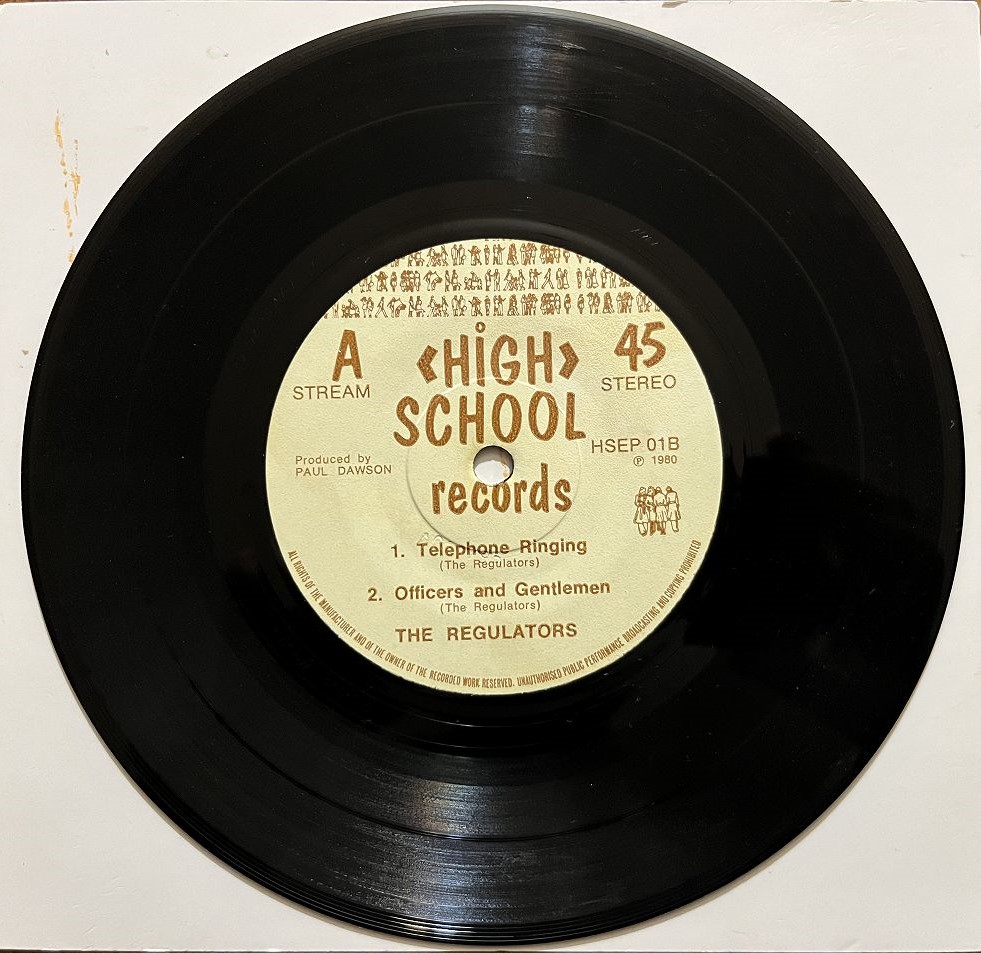 A
STREAM
‹HIGH›
SCHOOL
records
45
STEREO
HSEP 01B
℗ 1980
Produced by
PAUL DAWSON
1. Telephone Ringing
(The Regulators)
2. Officers and Gentlemen
(The Regulators)
THE REGULATORS
ALL RIGHTS OF THE MANUFACTURER AND OF THE OWNER OF THE RECORDED WORK RESERVED. UNAUTHORISED PUBLIC PERFORMANCE BROADCASTING AND COPYING PROHIBITED